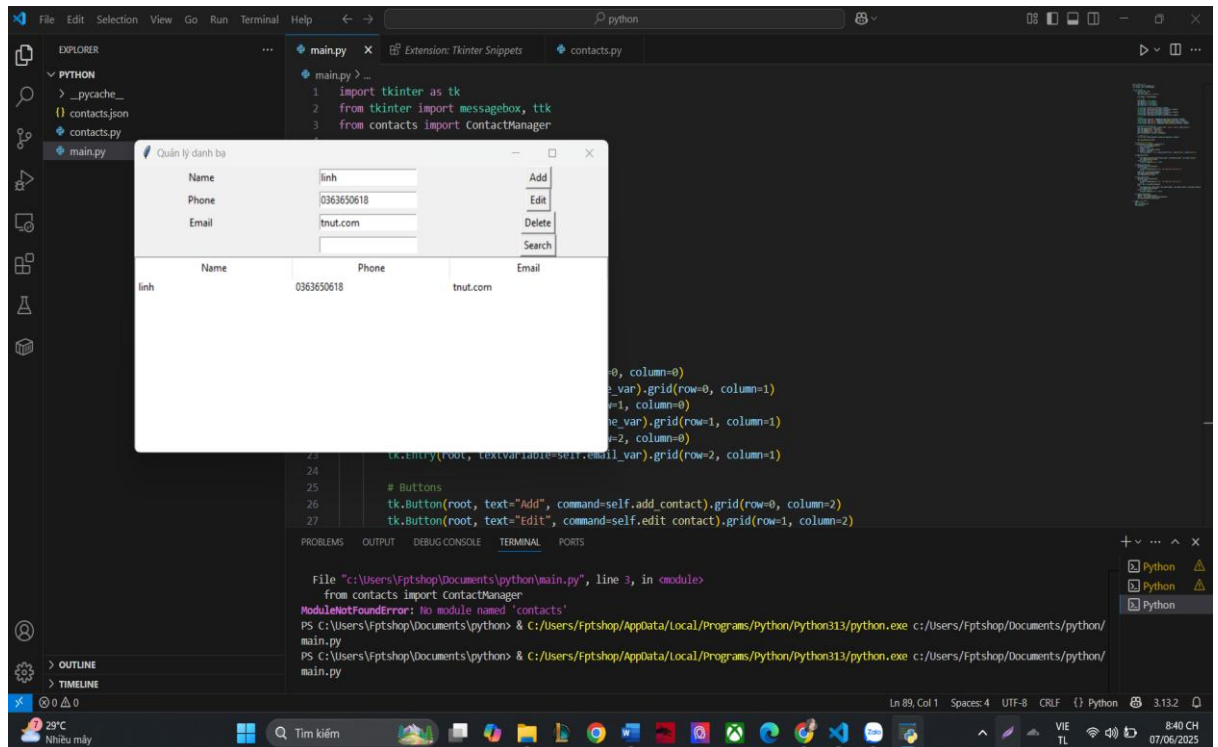 File Edit Selection View Go Run Terminal Help
python
EXPLORER
PYTHON
__pycache__
{} contacts.json
contacts.py
main.py
main.py
Extension: Tkinter Snippets
contacts.py
main.py > ...
1 import tkinter as tk
2 from tkinter import messagebox, ttk
3 from contacts import ContactManager
Quản lý danh bạ
Name linh Add
Phone 0363650618 Edit
Email tnut.com Delete
Search
Name Phone Email
linh 0363650618 tnut.com
=0, column=0)
e_var).grid(row=0, column=1)
w=1, column=0)
ne_var).grid(row=1, column=1)
w=2, column=0)
23 tk.Entry(root, textvariable=self.email_var).grid(row=2, column=1)
24
25 # Buttons
26 tk.Button(root, text="Add", command=self.add_contact).grid(row=0, column=2)
27 tk.Button(root, text="Edit", command=self.edit_contact).grid(row=1, column=2)
PROBLEMS OUTPUT DEBUG CONSOLE TERMINAL PORTS
File "c:\Users\Fptshop\Documents\python\main.py", line 3, in <module>
from contacts import ContactManager
ModuleNotFoundError: No module named 'contacts'
PS C:\Users\Fptshop\Documents\python> & C:/Users/Fptshop/AppData/Local/Programs/Python/Python313/python.exe c:/Users/Fptshop/Documents/python/
main.py
PS C:\Users\Fptshop\Documents\python> & C:/Users/Fptshop/AppData/Local/Programs/Python/Python313/python.exe c:/Users/Fptshop/Documents/python/
main.py
Python
Python
Python
OUTLINE
TIMELINE
0 0 Ln 89, Col 1 Spaces: 4 UTF-8 CRLF {} Python 3.13.2
7
29°C
Nhiều mây
Tìm kiếm
Zalo
VIE
TL
8:40 CH
07/06/2025